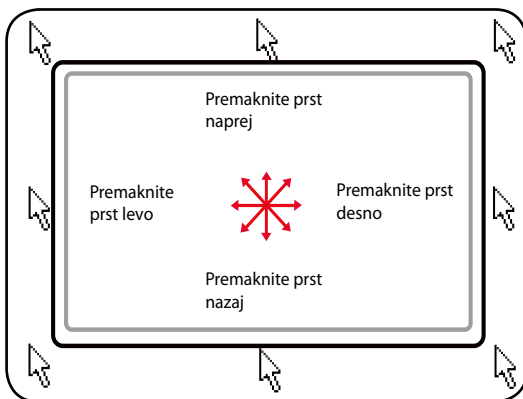 Premaknite prst
naprej
Premaknite
prst levo
Premaknite prst
desno
Premaknite prst
nazaj